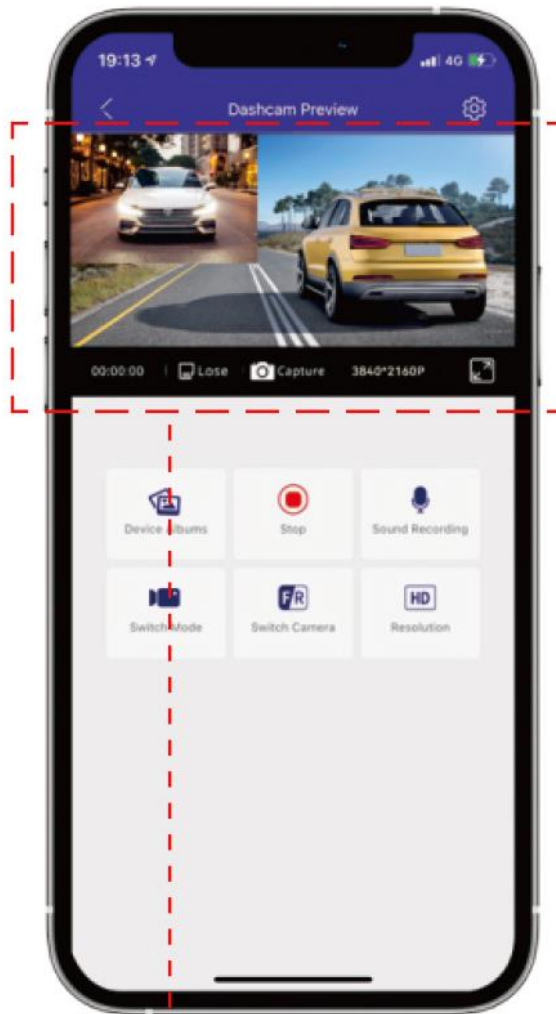 19:13 4G
Dashcam Preview
00:00:00 Lose Capture 3840*2160P
Device Albums Stop Sound Recording
FR HD
Switch Mode Switch Camera Resolution